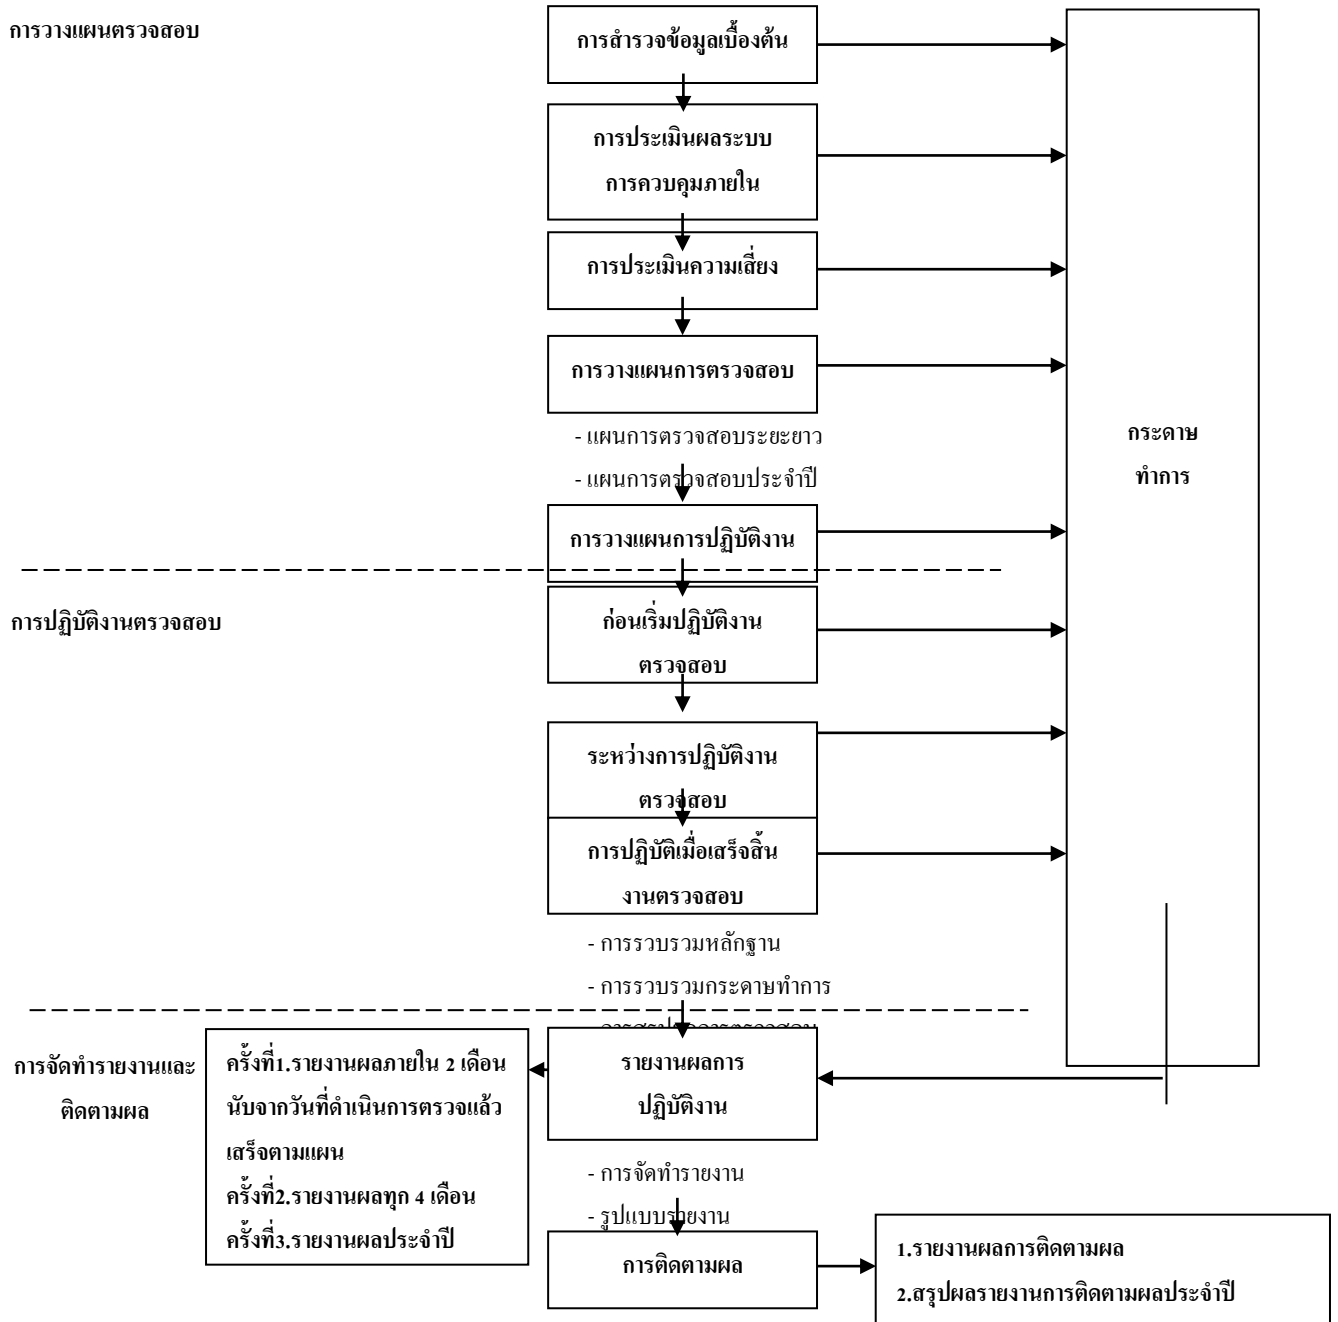 การวางแผนตรวจสอบ
การสำรวจข้อมูลเบื้องต้น
การประเมินผลระบบ
การควบคุมภายใน
การประเมินความเสี่ยง
การวางแผนการตรวจสอบ
- แผนการตรวจสอบระยะยาว
- แผนการตรวจสอบประจำปี
กระดาษ
ทำการ
การวางแผนการปฏิบัติงาน
การปฏิบัติงานตรวจสอบ
ก่อนเริ่มปฏิบัติงาน
ตรวจสอบ
ระหว่างการปฏิบัติงาน
ตรวจสอบ
การปฏิบัติเมื่อเสร็จสิ้น
งานตรวจสอบ
- การรวบรวมหลักฐาน
- การรวบรวมกระดาษทำการ
การจัดทำรายงานและ
ติดตามผล
ครั้งที่1.รายงานผลภายใน 2 เดือน
นับจากวันที่ดำเนินการตรวจแล้ว
เสร็จตามแผน
ครั้งที่2.รายงานผลทุก 4 เดือน
ครั้งที่3.รายงานผลประจำปี
รายงานผลการ
ปฏิบัติงาน
- การจัดทำรายงาน
- รูปแบบรายงาน
การติดตามผล
1.รายงานผลการติดตามผล
2.สรุปผลรายงานการติดตามผลประจำปี